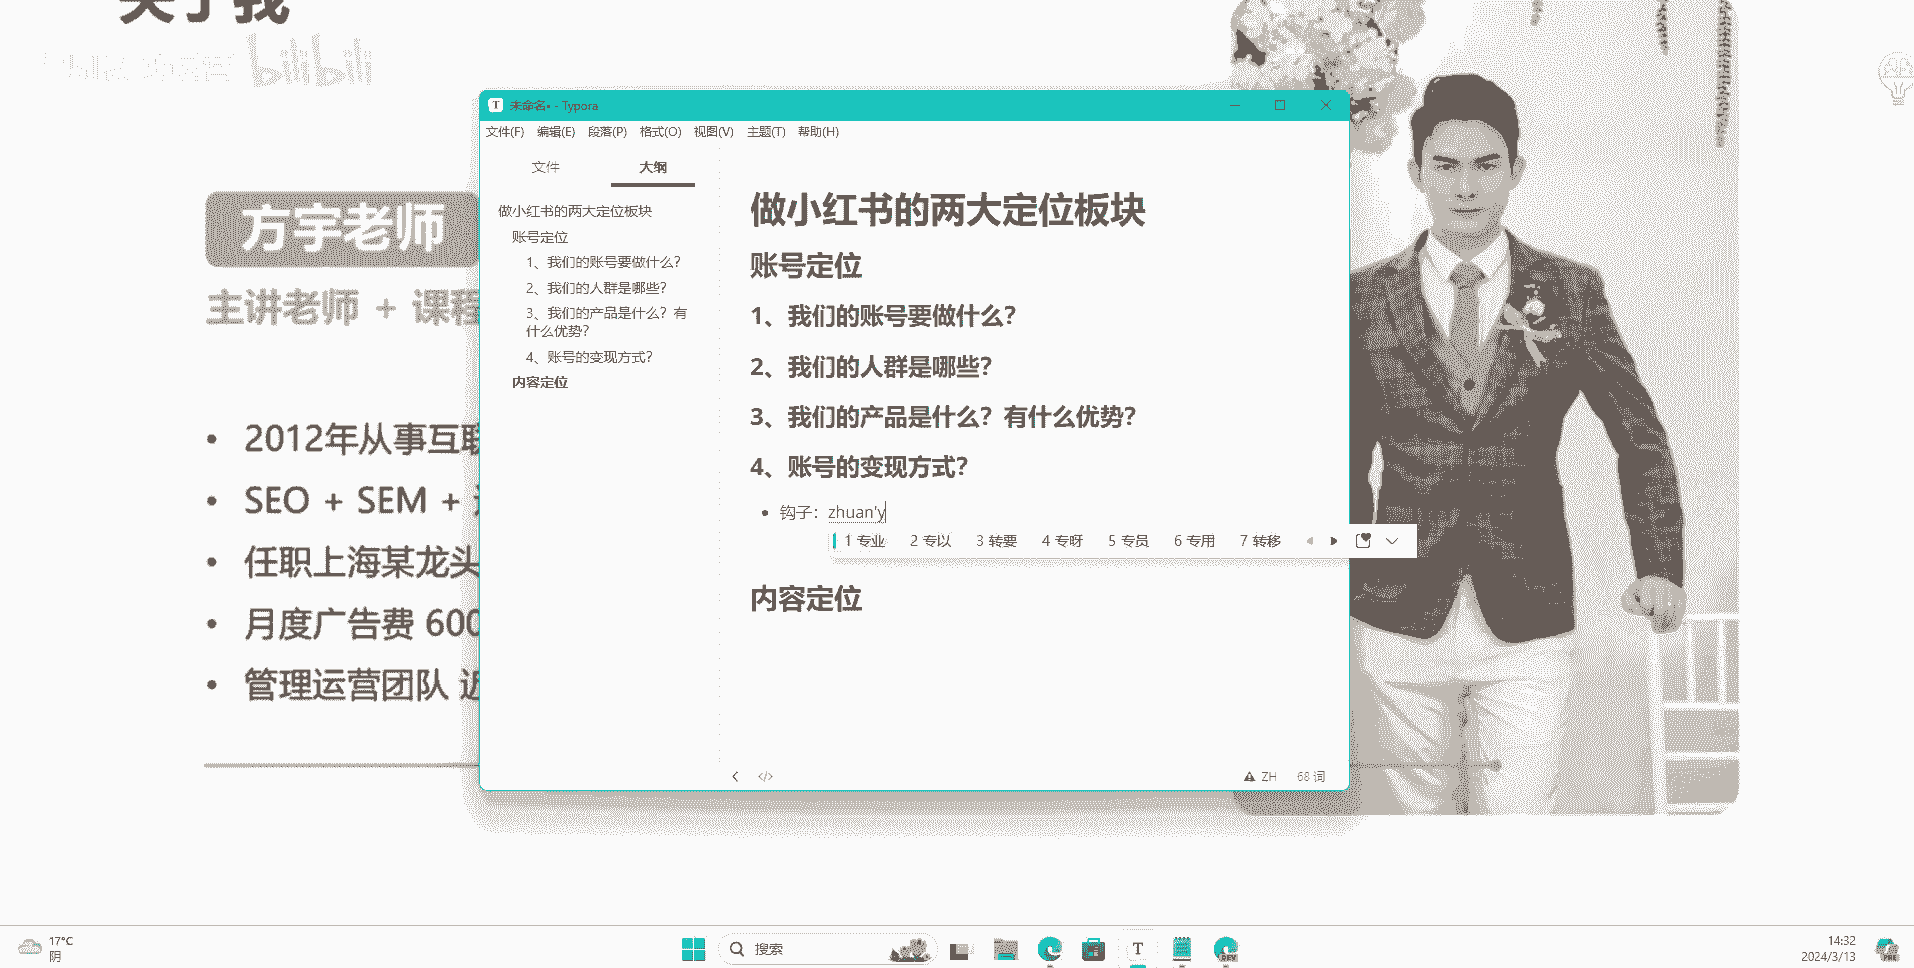 关于我
bilibili
方宇老师
主讲老师 + 课程
2012年从事互联
SEO + SEM +
任职上海某龙头
月度广告费 600
管理运营团队 近
未命名• - Typora
文件(F) 编辑(E) 段落(P) 格式(O) 视图(V) 主题(T) 帮助(H)
文件 大纲
做小红书的两大定位板块
账号定位
1、我们的账号要做什么？
2、我们的人群是哪些？
3、我们的产品是什么？有
什么优势？
4、账号的变现方式？
内容定位
做小红书的两大定位板块
账号定位
1、我们的账号要做什么？
2、我们的人群是哪些？
3、我们的产品是什么？有什么优势？
4、账号的变现方式？
钩子：zhuan'y
1 专业 2 专以 3 转要 4 专呀 5 专员 6 专用 7 转移
内容定位
ZH 68 词
17°C
阴
搜索
T
DEV
14:32
2024/3/13
PRE